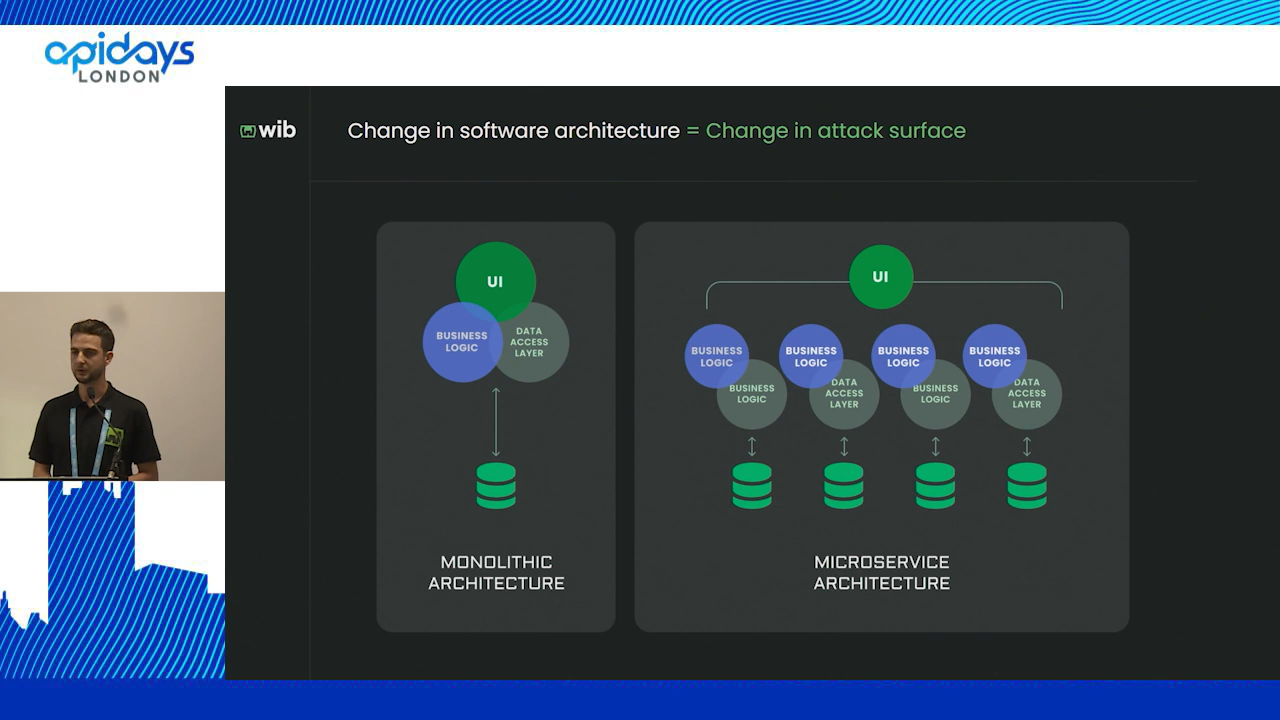 apidays
LONDON
wib
Change in software architecture = Change in attack surface
UI
BUSINESS
LOGIC
DATA
ACCESS
LAYER
MONOLITHIC
ARCHITECTURE
UI
BUSINESS
LOGIC
BUSINESS
LOGIC
BUSINESS
LOGIC
BUSINESS
LOGIC
BUSINESS
LOGIC
DATA
ACCESS
LAYER
BUSINESS
LOGIC
DATA
ACCESS
LAYER
MICROSERVICE
ARCHITECTURE